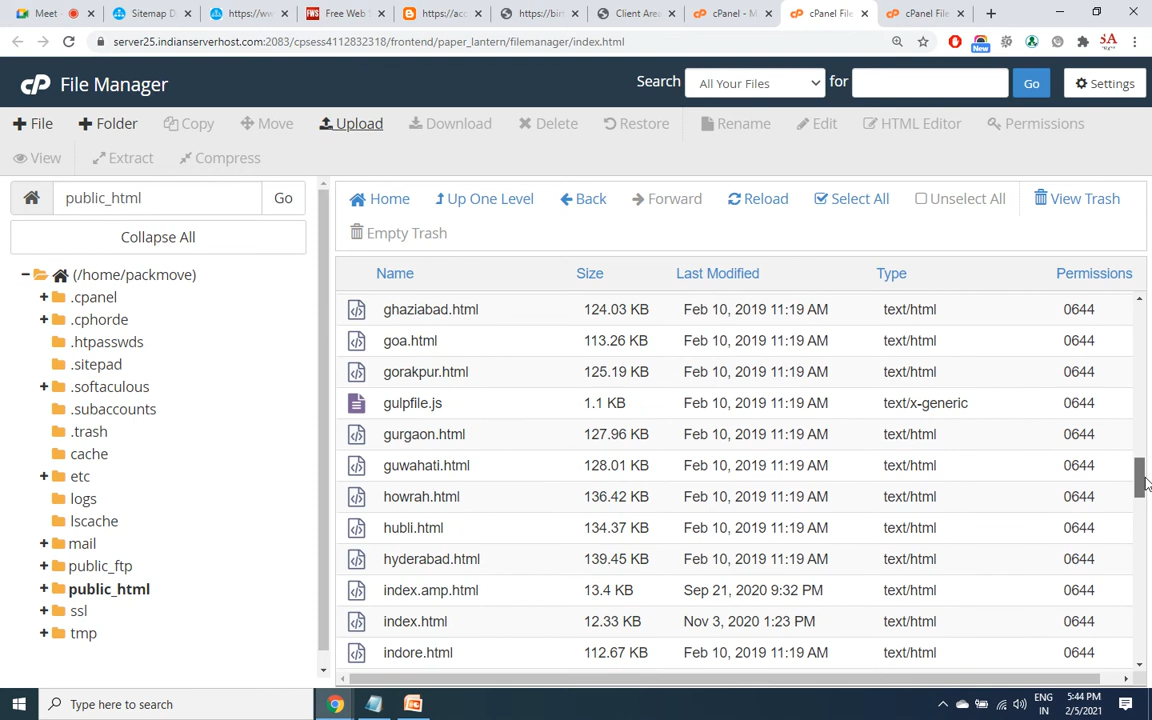 Meet -
Sitemap D
https://ww
Free Web S
https://acc
https://birl
Client Area
cPanel - M
cPanel File
cPanel File
server25.indianserverhost.com:2083/cpsess4112832318/frontend/paper_lantern/filemanager/index.html
New
SA
cP File Manager
Search All Your Files for Go Settings
File Folder Copy Move Upload Download Delete Restore Rename Edit HTML Editor Permissions
View Extract Compress
public_html Go
Home Up One Level Back Forward Reload Select All Unselect All View Trash
Empty Trash
Collapse All
(/home/packmove)
.cpanel
.cphorde
.htpasswds
.sitepad
.softaculous
.subaccounts
.trash
cache
etc
logs
lscache
mail
public_ftp
public_html
ssl
tmp
Name Size Last Modified Type Permissions
ghaziabad.html 124.03 KB Feb 10, 2019 11:19 AM text/html 0644
goa.html 113.26 KB Feb 10, 2019 11:19 AM text/html 0644
gorakpur.html 125.19 KB Feb 10, 2019 11:19 AM text/html 0644
gulpfile.js 1.1 KB Feb 10, 2019 11:19 AM text/x-generic 0644
gurgaon.html 127.96 KB Feb 10, 2019 11:19 AM text/html 0644
guwahati.html 128.01 KB Feb 10, 2019 11:19 AM text/html 0644
howrah.html 136.42 KB Feb 10, 2019 11:19 AM text/html 0644
hubli.html 134.37 KB Feb 10, 2019 11:19 AM text/html 0644
hyderabad.html 139.45 KB Feb 10, 2019 11:19 AM text/html 0644
index.amp.html 13.4 KB Sep 21, 2020 9:32 PM text/html 0644
index.html 12.33 KB Nov 3, 2020 1:23 PM text/html 0644
indore.html 112.67 KB Feb 10, 2019 11:19 AM text/html 0644
Type here to search
ENG
IN
5:44 PM
2/5/2021